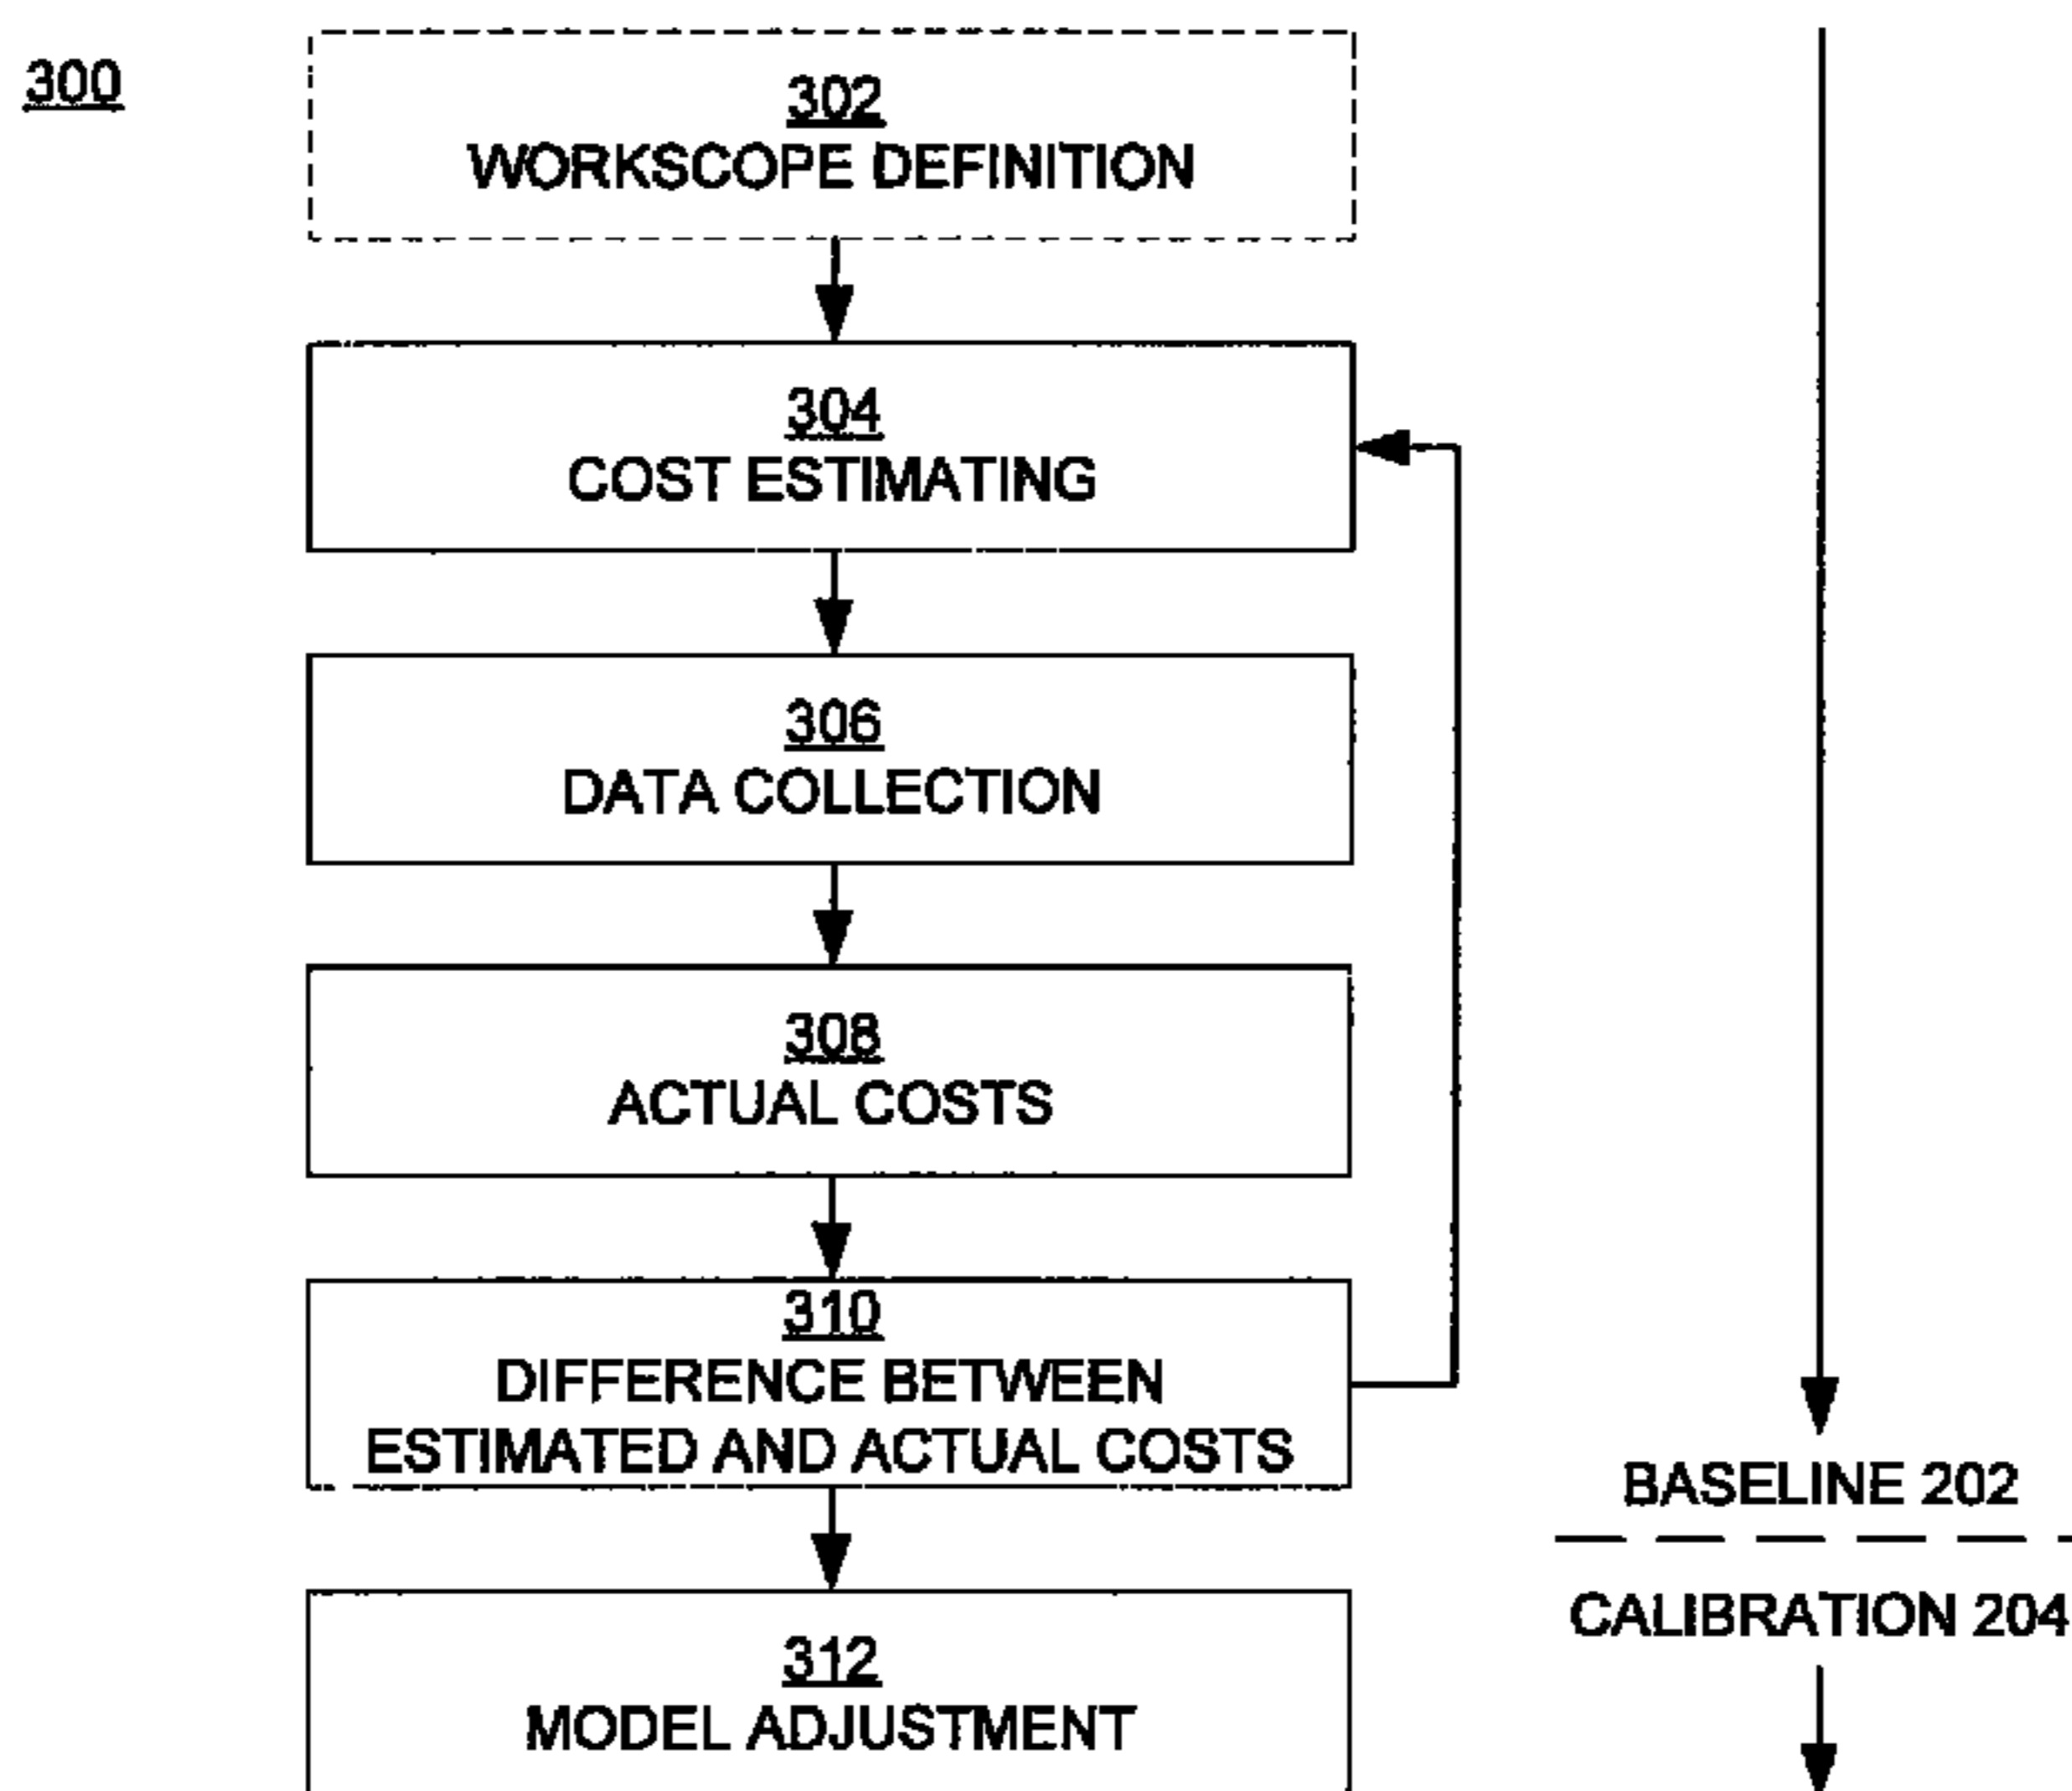 300
302
WORKSCOPE DEFINITION
304
COST ESTIMATING
306
DATA COLLECTION
308
ACTUAL COSTS
310
DIFFERENCE BETWEEN
ESTIMATED AND ACTUAL COSTS
BASELINE 202
CALIBRATION 204
312
MODEL ADJUSTMENT